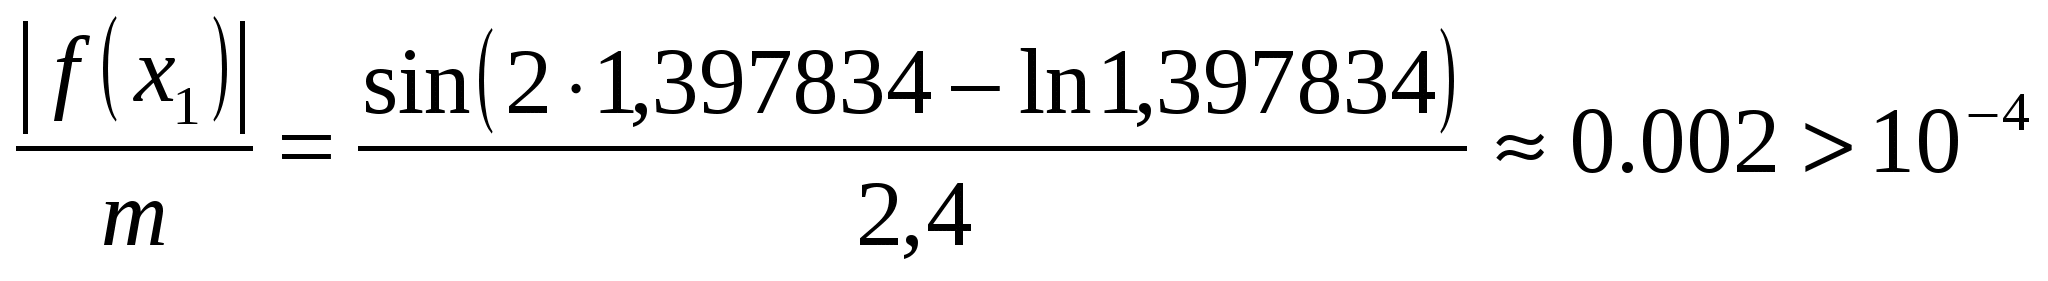 |f(x₁)|/m = sin(2·1,397834 − ln1,397834)/2,4 ≈ 0.002 > 10⁻⁴